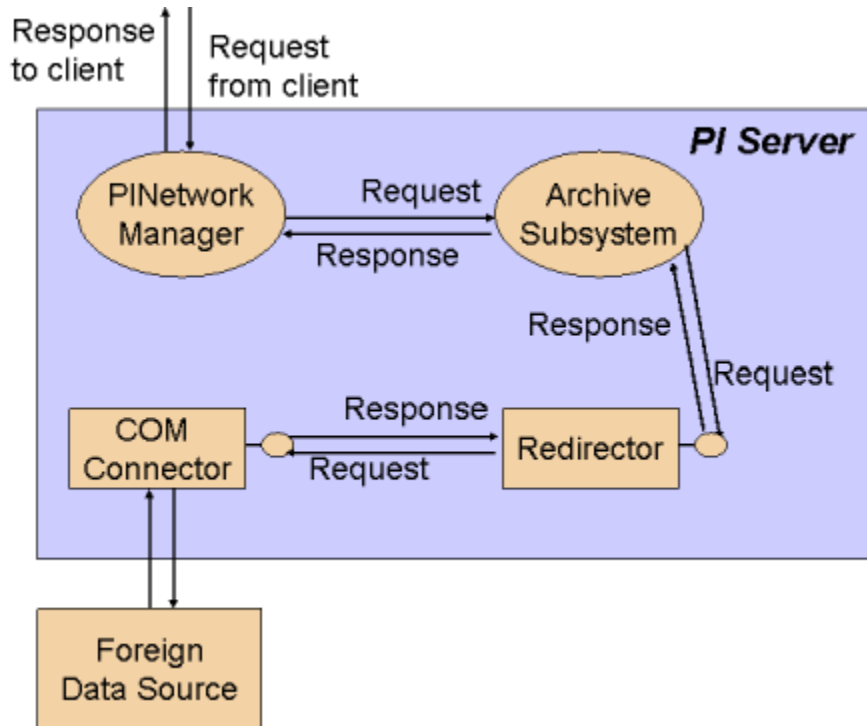 Response
to client
Request
from client
PI Server
PINetwork
Manager
Request
Response
Archive
Subsystem
Response
Request
COM
Connector
Response
Request
Redirector
Foreign
Data Source